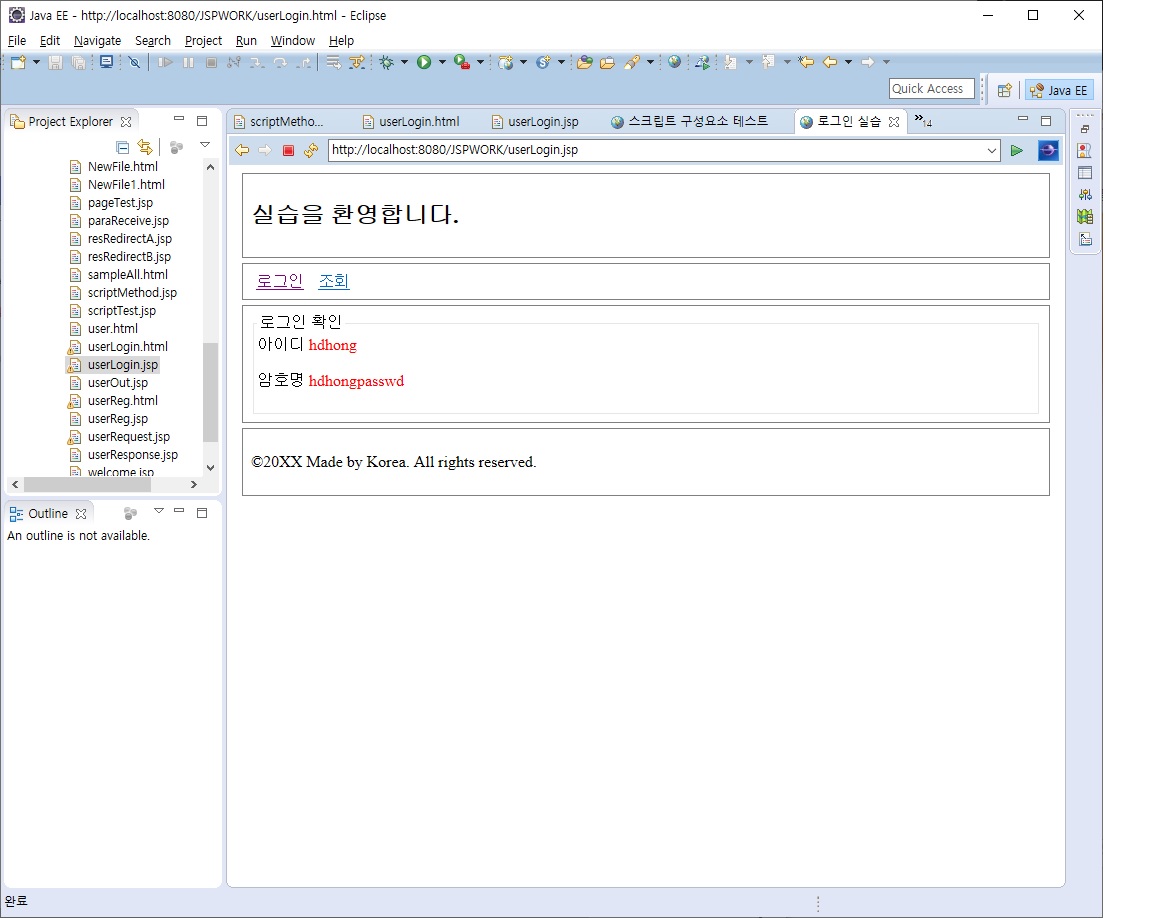 Java EE - http://localhost:8080/JSPWORK/userLogin.html - Eclipse
File Edit Navigate Search Project Run Window Help
Quick Access
Java EE
Project Explorer
NewFile.html
NewFile1.html
pageTest.jsp
paraReceive.jsp
resRedirectA.jsp
resRedirectB.jsp
sampleAll.html
scriptMethod.jsp
scriptTest.jsp
user.html
userLogin.html
userLogin.jsp
userOut.jsp
userReg.html
userReg.jsp
userRequest.jsp
userResponse.jsp
welcome.jsp
Outline
An outline is not available.
scriptMetho... userLogin.html userLogin.jsp 스크립트 구성요소 테스트 로그인 실습 »14
http://localhost:8080/JSPWORK/userLogin.jsp
실습을 환영합니다.
로그인 조회
로그인 확인
아이디 hdhong
암호명 hdhongpasswd
©20XX Made by Korea. All rights reserved.
완료